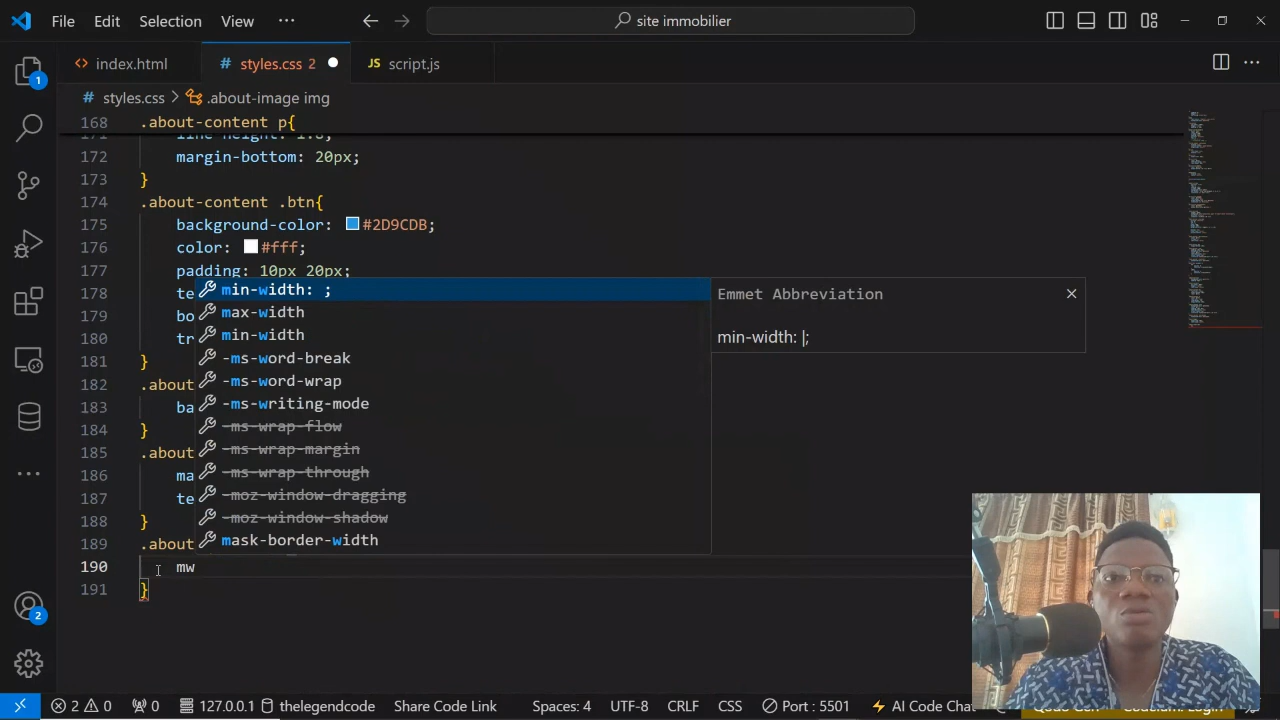 File Edit Selection View ··· site immobilier
index.html styles.css 2 script.js
styles.css > .about-image img
168 .about-content p{
171
172 margin-bottom: 20px;
173 }
174 .about-content .btn{
175 background-color: #2D9CDB;
176 color: #fff;
177 padding: 10px 20px;
178 te
179 bo
180 tr
181 }
182 .about
183 ba
184 }
185 .about
186 ma
187 te
188 }
189 .about
190 mw
191 }
min-width: ;
max-width
min-width
-ms-word-break
-ms-word-wrap
-ms-writing-mode
-ms-wrap-flow
-ms-wrap-margin
-ms-wrap-through
-moz-window-dragging
-moz-window-shadow
mask-border-width
Emmet Abbreviation
min-width: |;
1
2
2 0 0 127.0.0.1 thelegendcode Share Code Link Spaces: 4 UTF-8 CRLF CSS Port : 5501 AI Code Chat